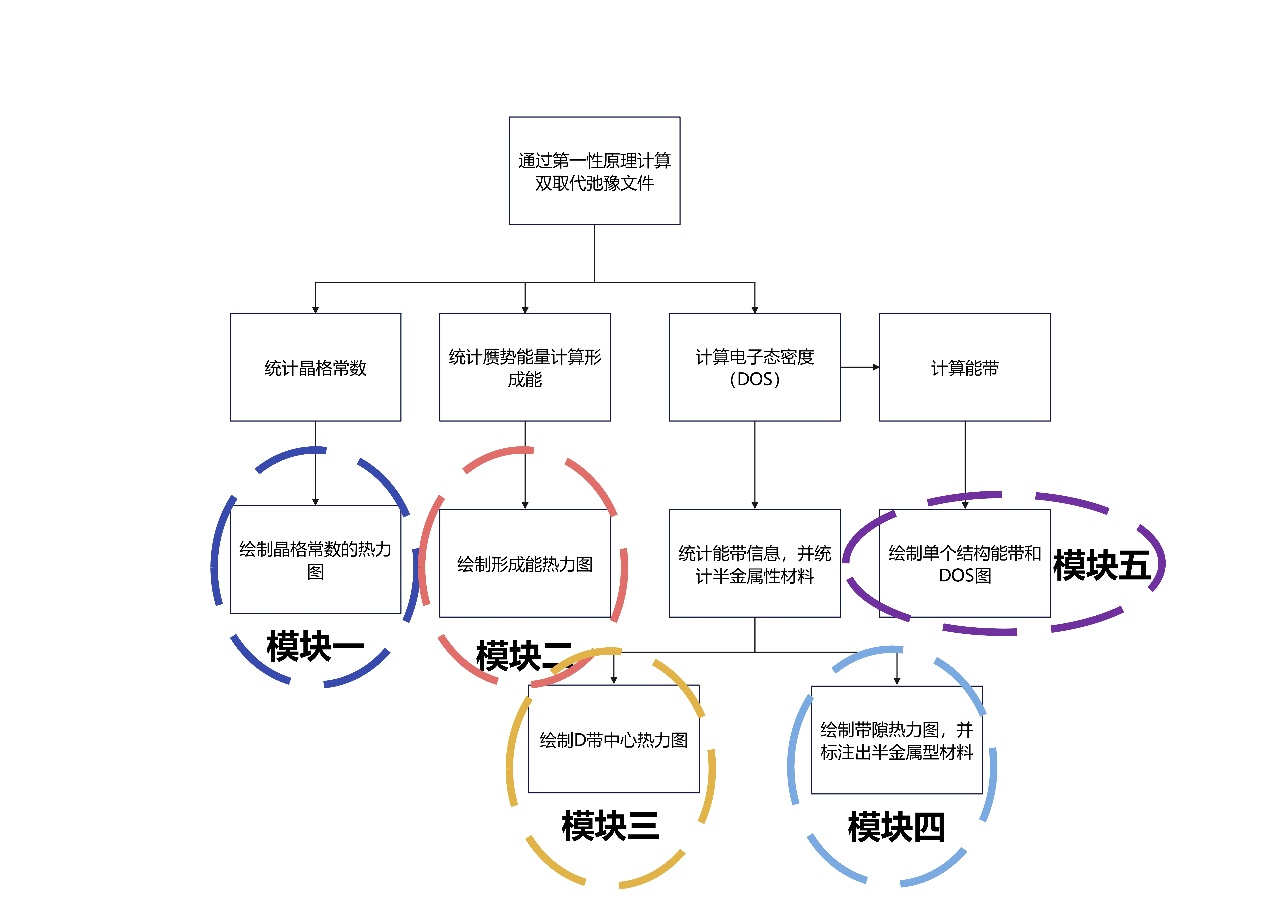 通过第一性原理计算
双取代弛豫文件
统计晶格常数
统计赝势能量计算形
成能
计算电子态密度
（DOS）
计算能带
绘制晶格常数的热力
图
绘制形成能热力图
统计能带信息，并统
计半金属性材料
绘制单个结构能带和
DOS图
模块五
模块一
模块二
绘制D带中心热力图
绘制带隙热力图，并
标注出半金属型材料
模块三
模块四